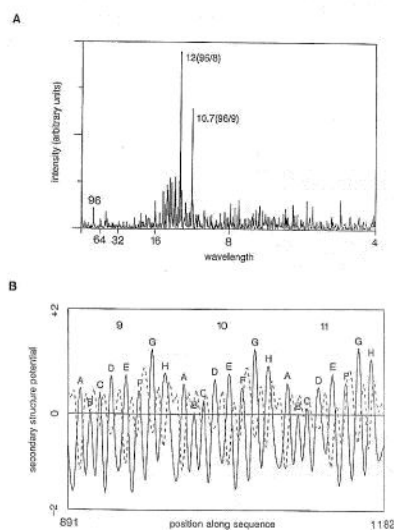 A
12(96/8)
10.7(96/9)
96
intensity (arbitrary units)
64 32 16 8 4
wavelength
B
+2
9 10 11
G G G
A B C D E F H A B C D E F H A B C D E F H
secondary structure potential
0
-2
891 position along sequence 1182